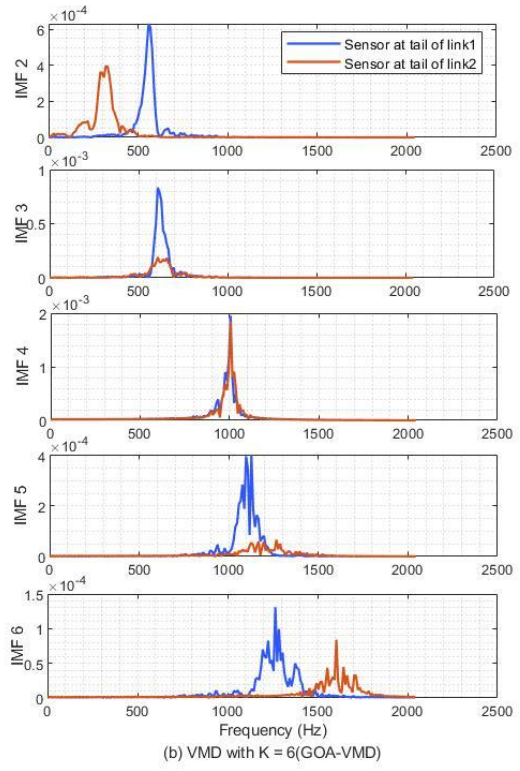 ×10⁻⁴
6
4
2
0
IMF 2
Sensor at tail of link1
Sensor at tail of link2
0 500 1000 1500 2000 2500
×10⁻³
1
0.5
0
IMF 3
0 500 1000 1500 2000 2500
×10⁻³
2
1
0
IMF 4
0 500 1000 1500 2000 2500
×10⁻⁴
4
2
0
IMF 5
0 500 1000 1500 2000 2500
×10⁻⁴
1.5
1
0.5
0
IMF 6
0 500 1000 1500 2000 2500
Frequency (Hz)
(b) VMD with K = 6(GOA-VMD)